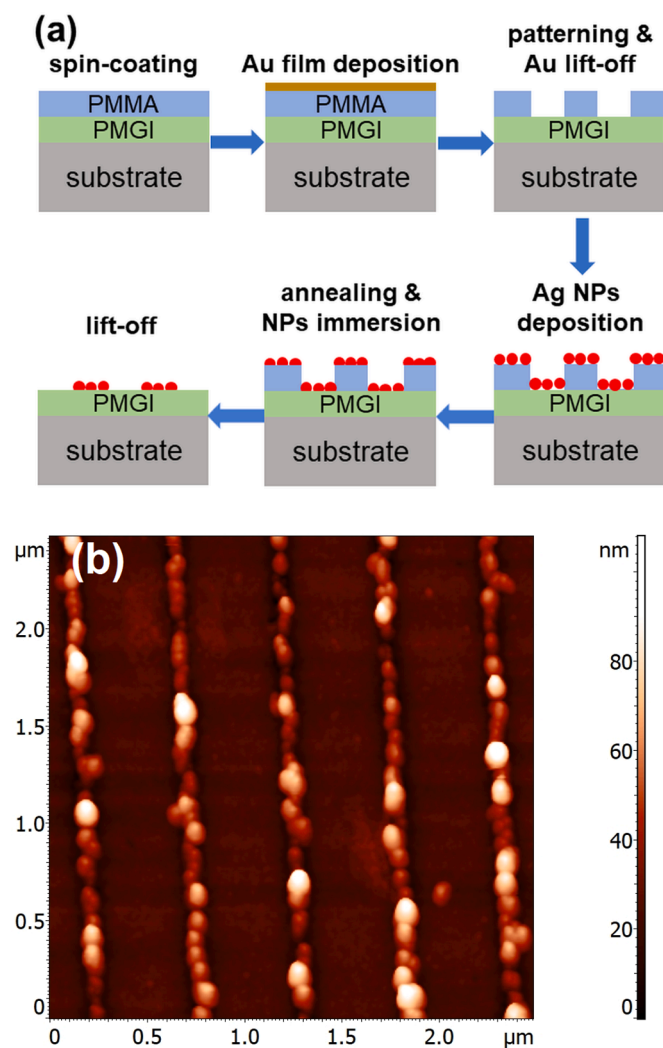 (a)
spin-coating
Au film deposition
patterning &
Au lift-off
PMMA
PMGI
substrate
PMMA
PMGI
substrate
PMGI
substrate
lift-off
annealing &
NPs immersion
Ag NPs
deposition
PMGI
substrate
PMGI
substrate
PMGI
substrate
(b)
µm
2.0
1.5
1.0
0.5
0
0 0.5 1.0 1.5 2.0 µm
nm
80
60
40
20
0